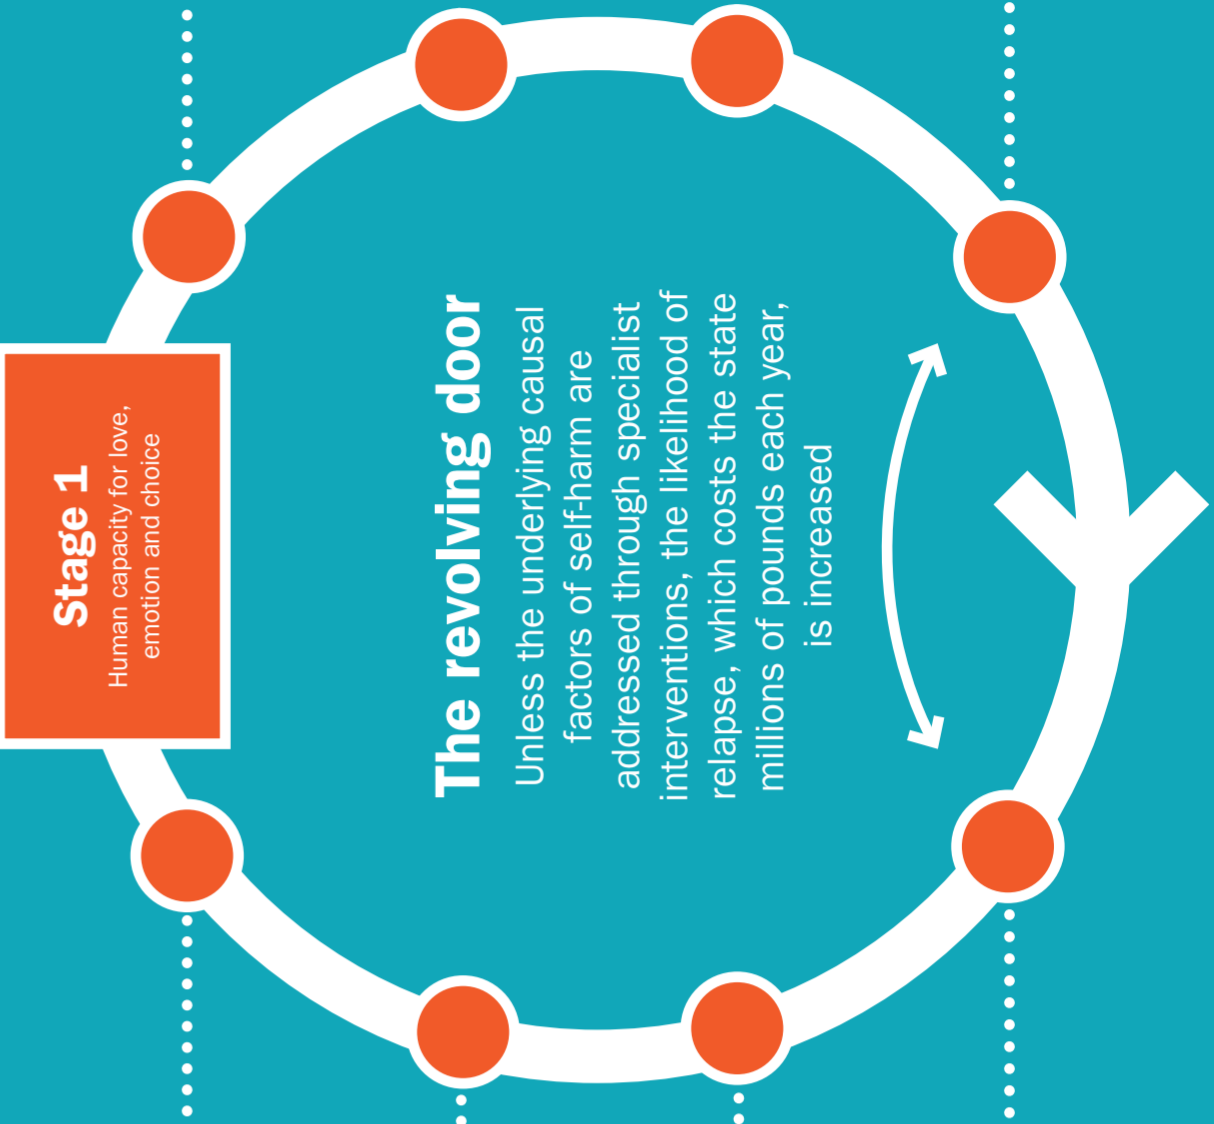 Stage 1
Human capacity for love,
emotion and choice
The revolving door
Unless the underlying causal
factors of self-harm are
addressed through specialist
interventions, the likelihood of
relapse, which costs the state
millions of pounds each year,
is increased